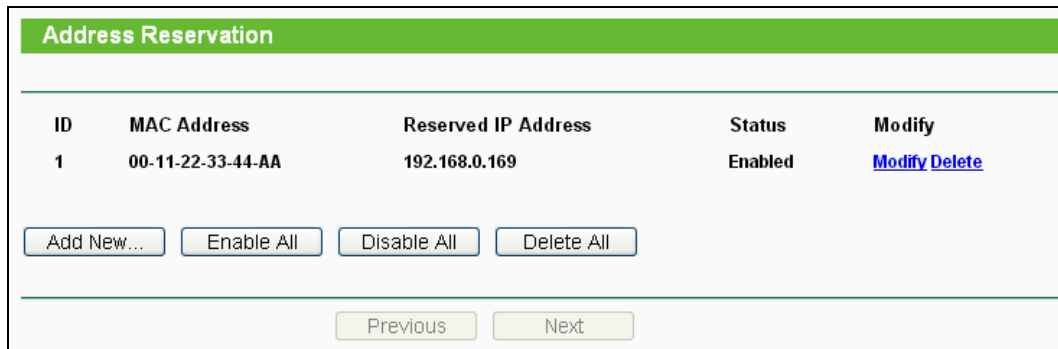 Address Reservation
ID MAC Address Reserved IP Address Status Modify
1 00-11-22-33-44-AA 192.168.0.169 Enabled Modify Delete
Add New... Enable All Disable All Delete All
Previous Next